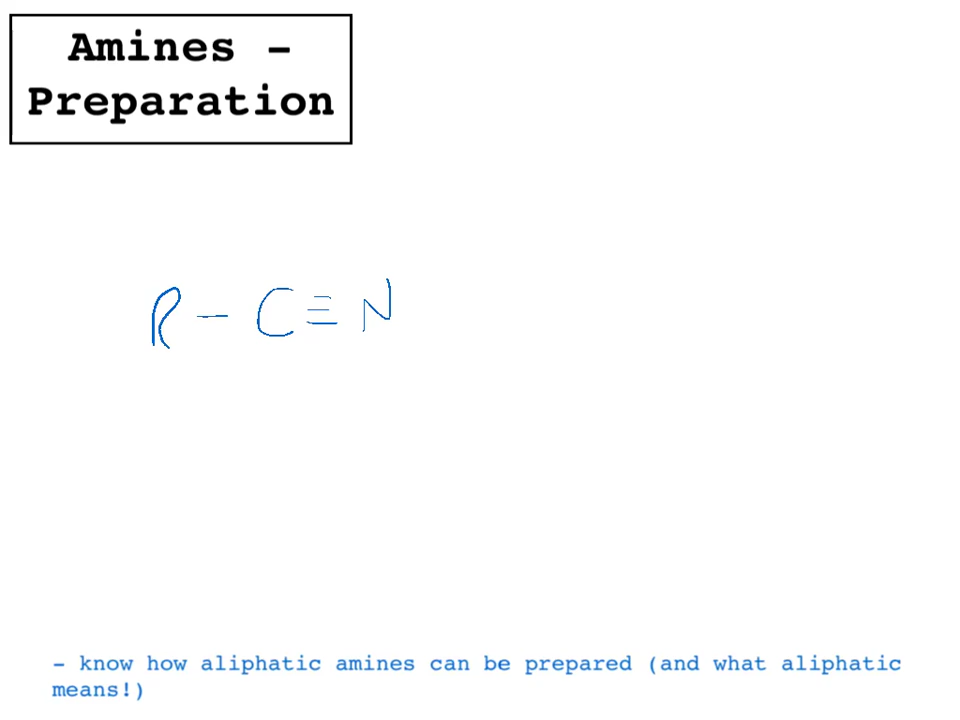 Amines -
Preparation
R - C≡N
- know how aliphatic amines can be prepared (and what aliphatic
means!)